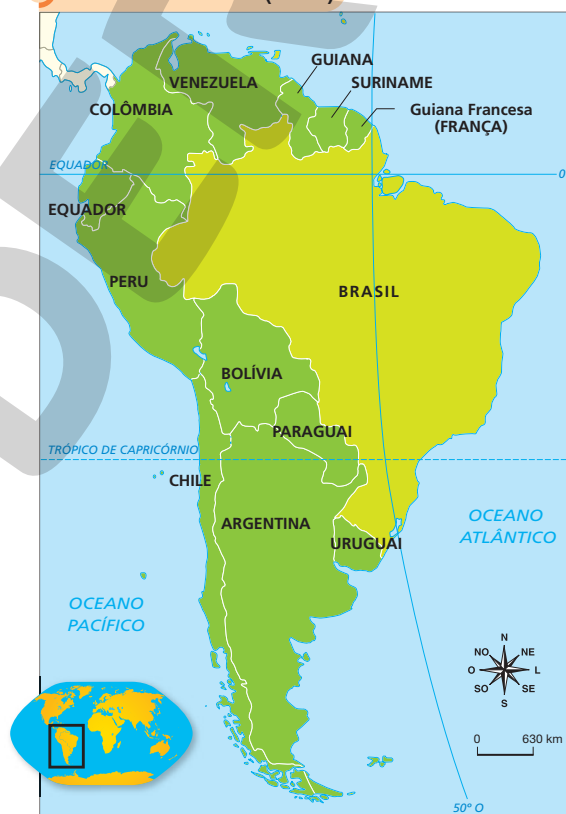 GUIANA
VENEZUELA
SURINAME
COLÔMBIA
Guiana Francesa
(FRANÇA)
EQUADOR
0
EQUADOR
PERU
BRASIL
BOLÍVIA
PARAGUAI
TRÓPICO DE CAPRICÓRNIO
CHILE
OCEANO
ATLÂNTICO
ARGENTINA
URUGUAI
OCEANO
PACÍFICO
N
NO NE
O L
SO SE
S
0 630 km
50° O